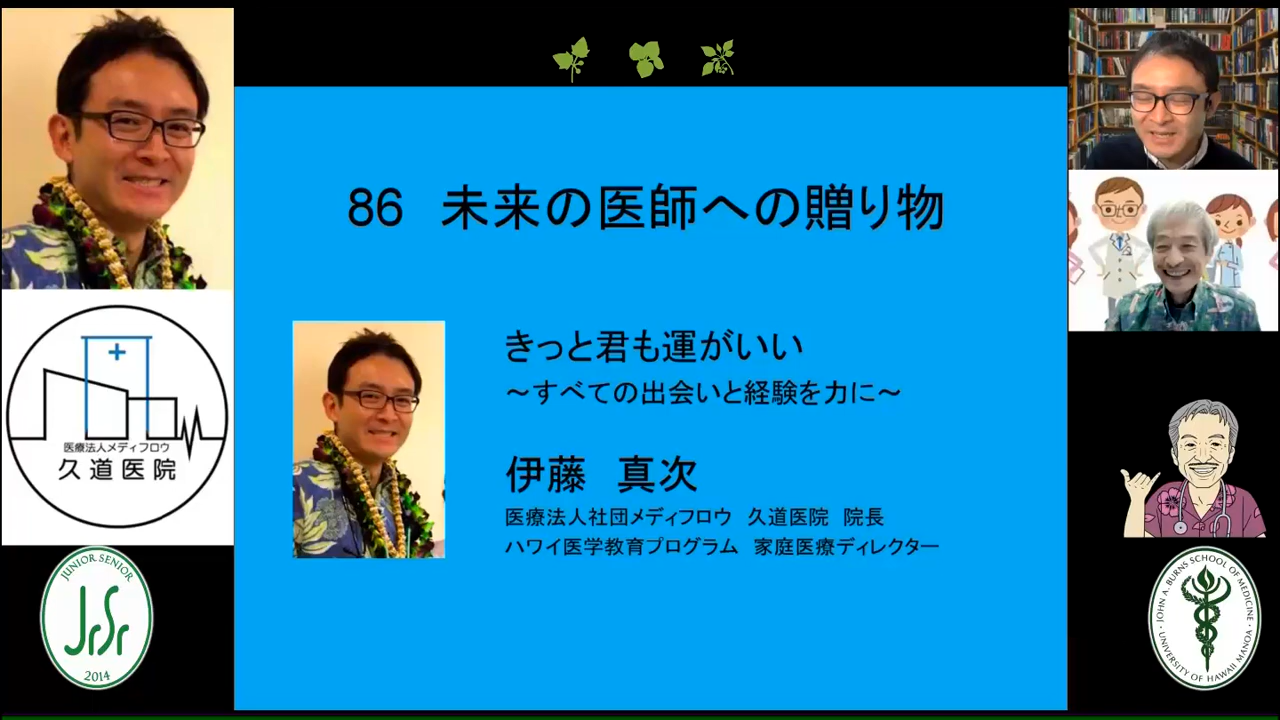 86 未来の医師への贈り物
きっと君も運がいい
～すべての出会いと経験を力に～
伊藤 真次
医療法人社団メディフロウ 久道医院 院長
ハワイ医学教育プログラム 家庭医療ディレクター
医療法人メディフロウ
久道医院
JUNIOR SENIOR
JrSr
2014
JOHN A. BURNS SCHOOL OF MEDICINE
UNIVERSITY OF HAWAII MANOA